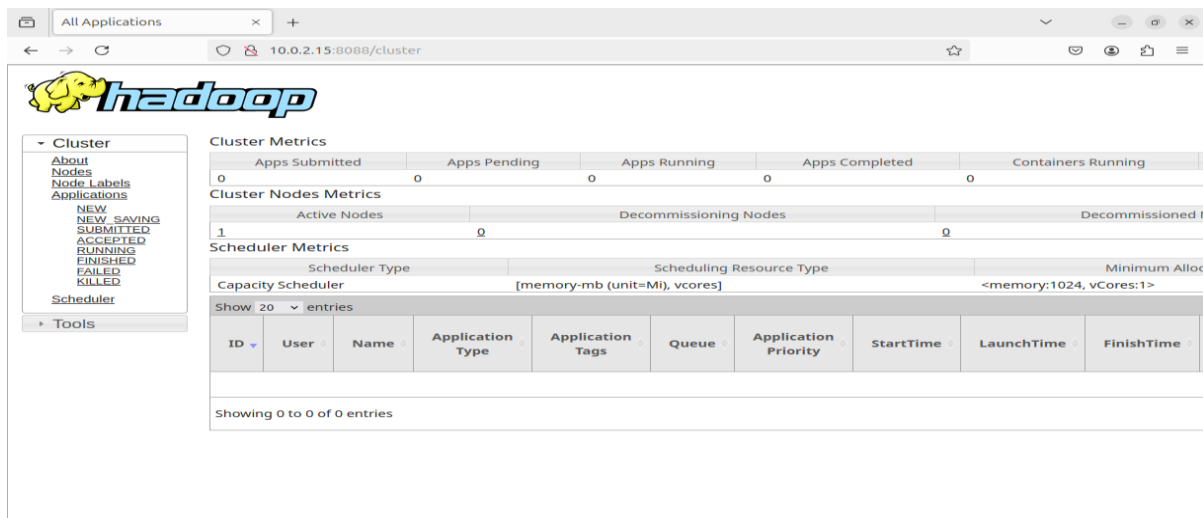 All Applications
10.0.2.15:8088/cluster
hadoop
Cluster
About
Nodes
Node Labels
Applications
NEW
NEW_SAVING
SUBMITTED
ACCEPTED
RUNNING
FINISHED
FAILED
KILLED
Scheduler
Tools
Cluster Metrics
Apps Submitted Apps Pending Apps Running Apps Completed Containers Running
0 0 0 0 0
Cluster Nodes Metrics
Active Nodes Decommissioning Nodes Decommissioned
1 0 0
Scheduler Metrics
Scheduler Type Scheduling Resource Type Minimum Alloc
Capacity Scheduler [memory-mb (unit=Mi), vcores] <memory:1024, vCores:1>
Show 20 entries
ID User Name Application Type Application Tags Queue Application Priority StartTime LaunchTime FinishTime
Showing 0 to 0 of 0 entries